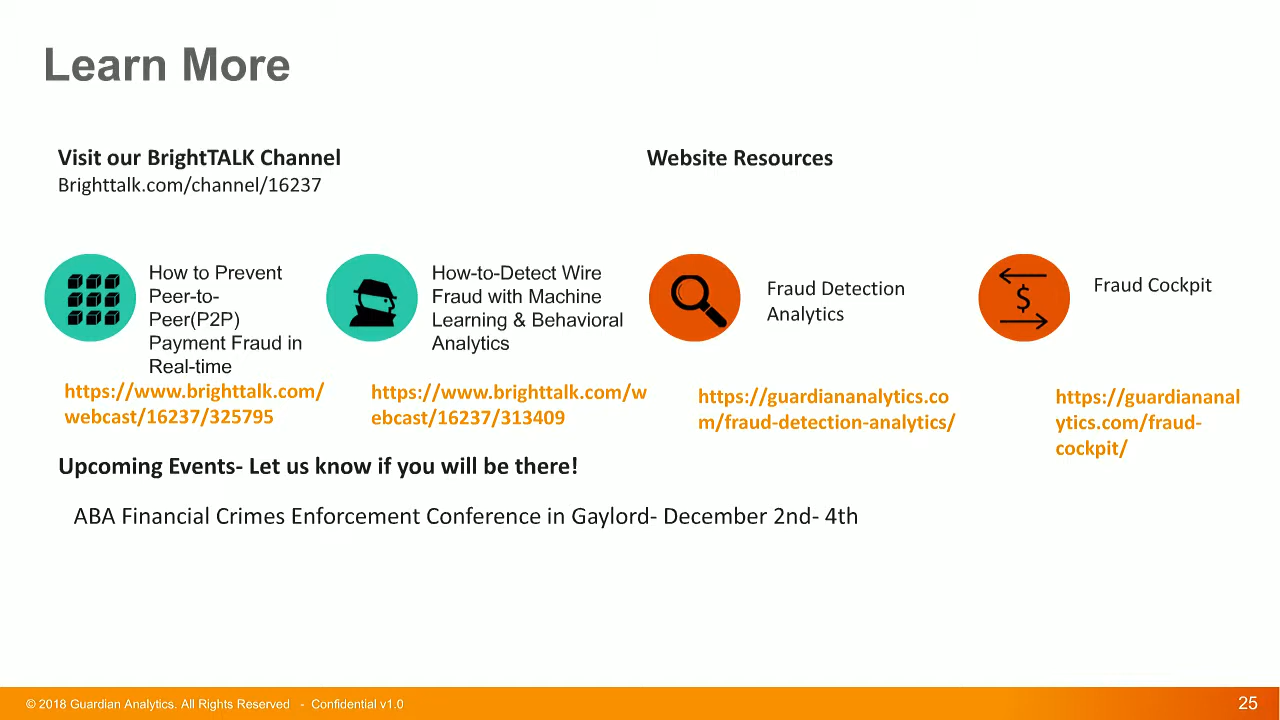 Learn More
Visit our BrightTALK Channel
Brighttalk.com/channel/16237
Website Resources
How to Prevent
Peer-to-
Peer(P2P)
Payment Fraud in
Real-time
https://www.brighttalk.com/
webcast/16237/325795
How-to-Detect Wire
Fraud with Machine
Learning & Behavioral
Analytics
https://www.brighttalk.com/w
ebcast/16237/313409
Fraud Detection
Analytics
https://guardiananalytics.co
m/fraud-detection-analytics/
$
Fraud Cockpit
https://guardiananal
ytics.com/fraud-
cockpit/
Upcoming Events- Let us know if you will be there!
ABA Financial Crimes Enforcement Conference in Gaylord- December 2nd- 4th
© 2018 Guardian Analytics. All Rights Reserved - Confidential v1.0
25